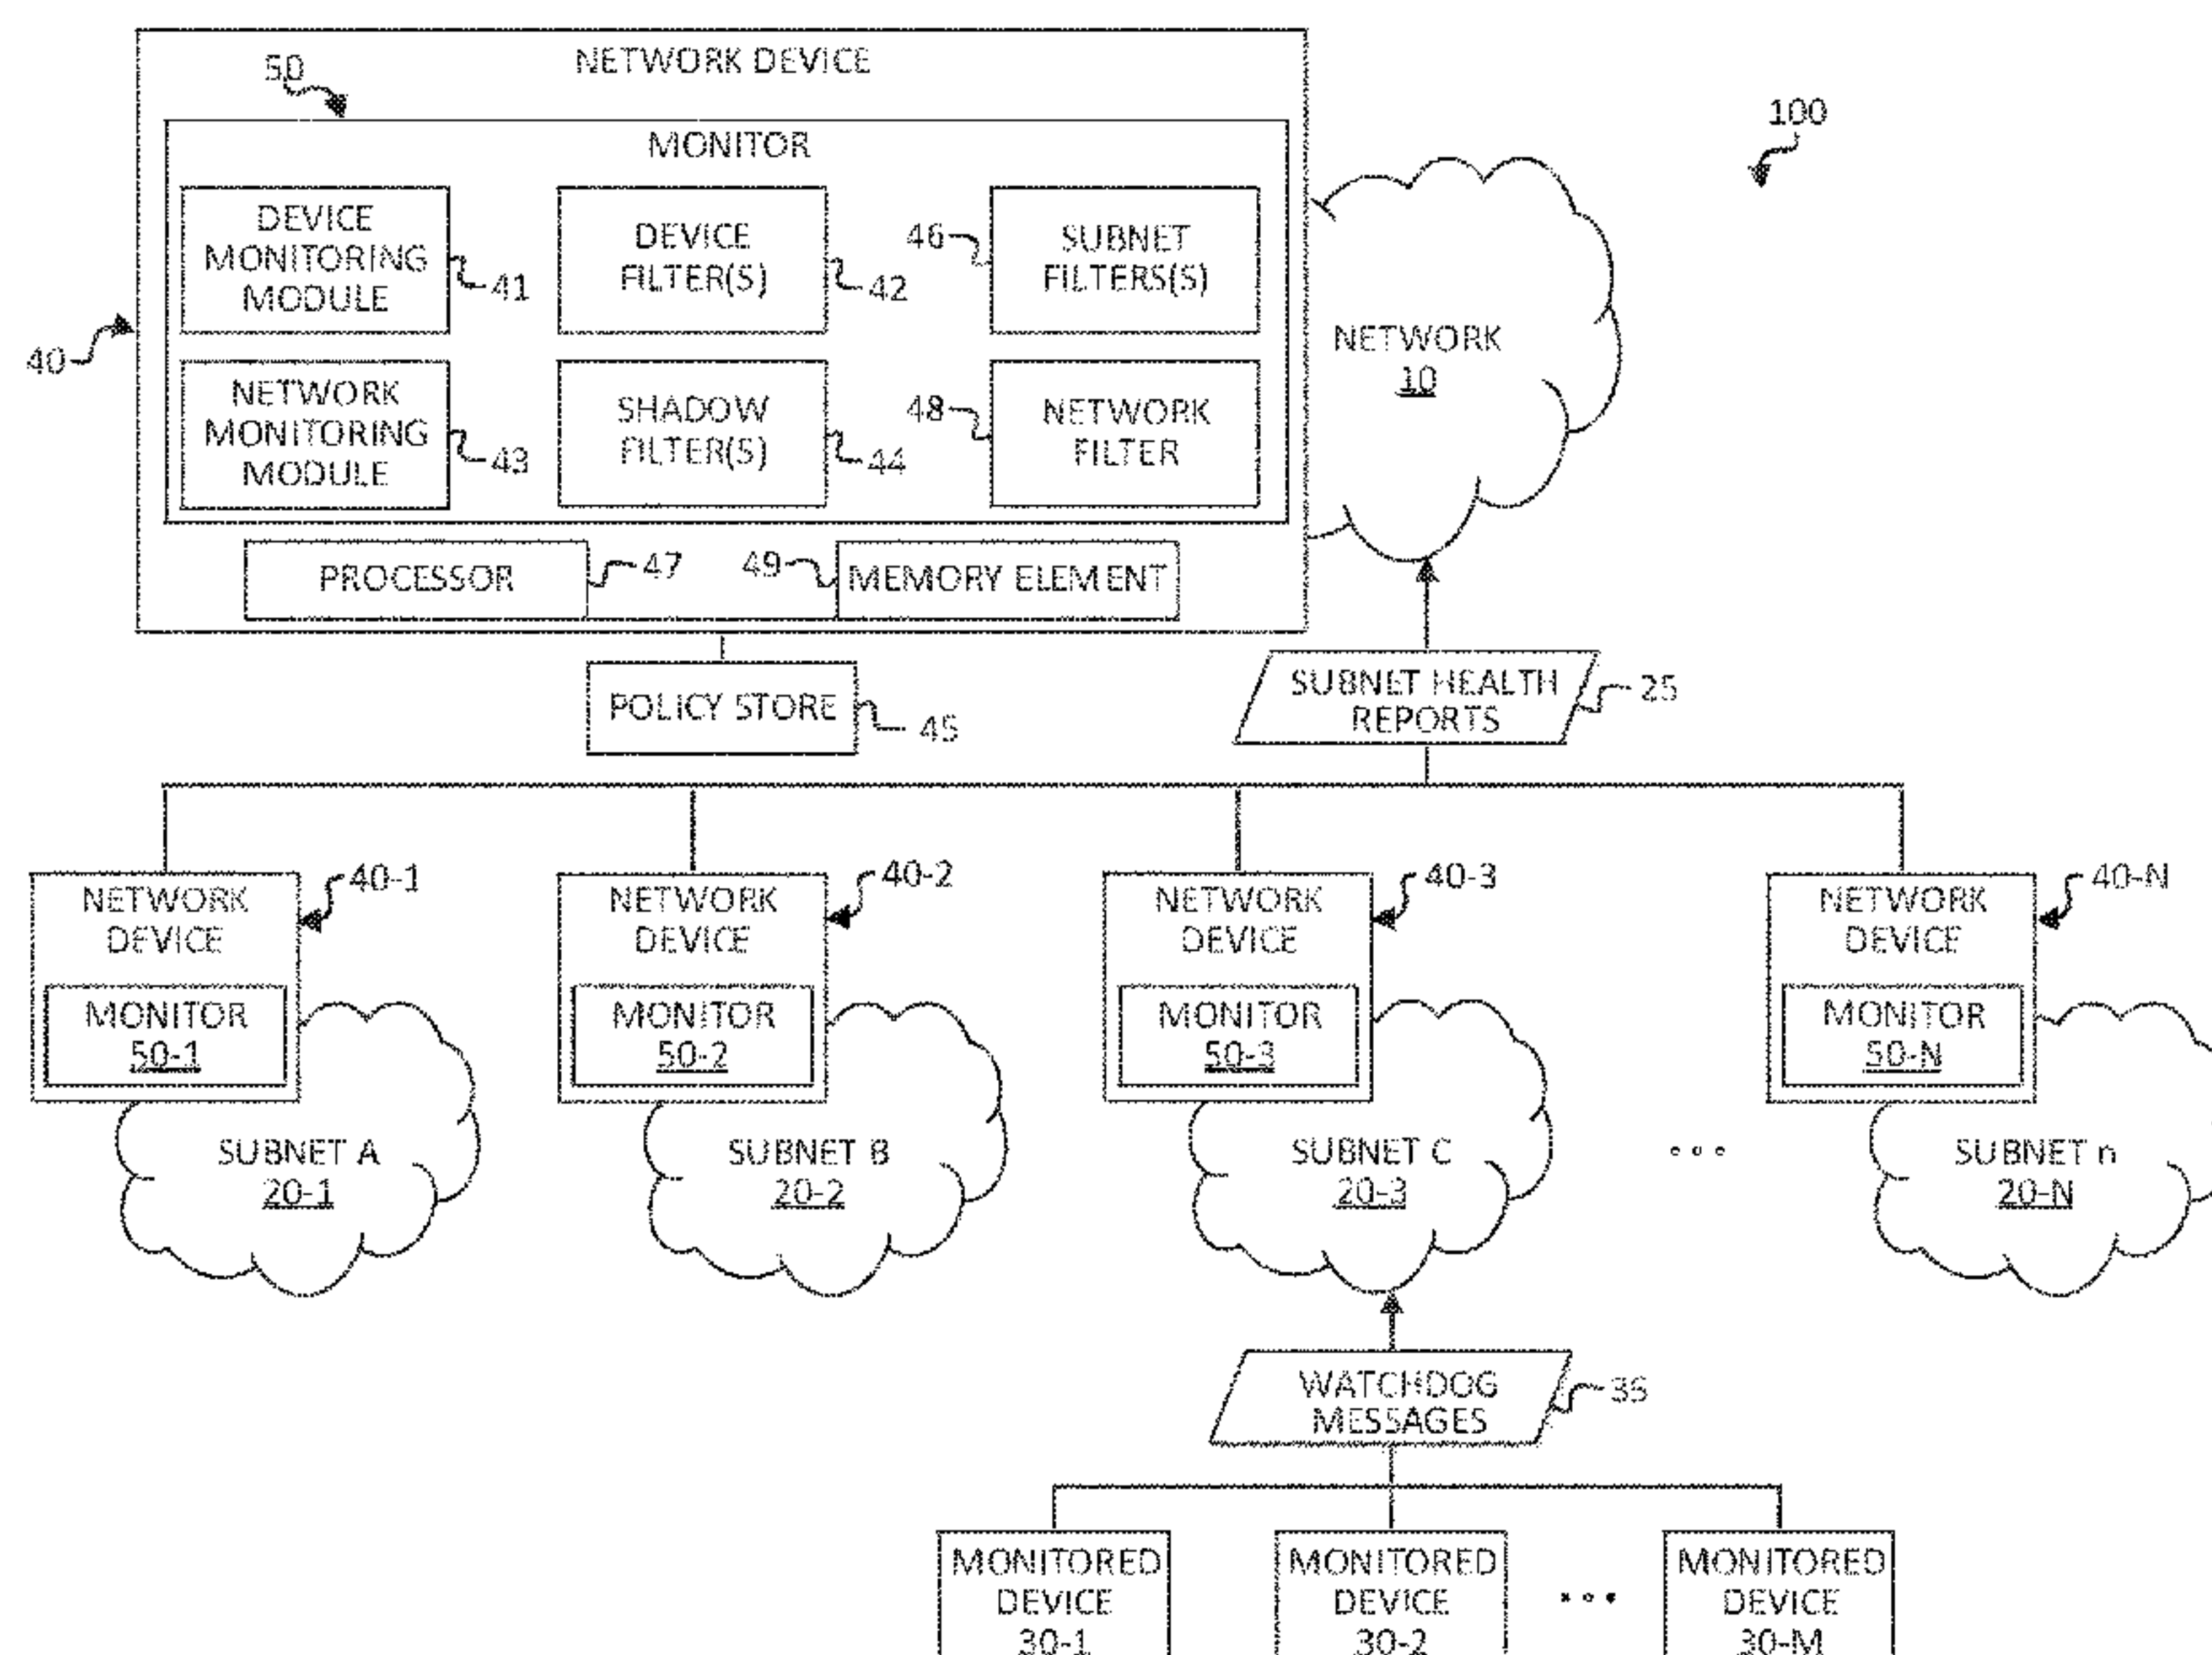 NETWORK DEVICE
50
100
MONITOR
DEVICE
MONITORING
MODULE
41
DEVICE
FILTER(S)
42
46
SUBNET
FILTERS(S)
40
NETWORK
10
NETWORK
MONITORING
MODULE
43
SHADOW
FILTER(S)
44
48
NETWORK
FILTER
PROCESSOR
47
49
MEMORY ELEMENT
POLICY STORE
45
SUBNET HEALTH
REPORTS
25
NETWORK
DEVICE
40-1
MONITOR
50-1
SUBNET A
20-1
NETWORK
DEVICE
40-2
MONITOR
50-2
SUBNET B
20-2
NETWORK
DEVICE
40-3
MONITOR
50-3
SUBNET C
20-3
NETWORK
DEVICE
40-N
MONITOR
50-N
SUBNET n
20-N
WATCHDOG
MESSAGES
MONITORED
DEVICE
30-1
MONITORED
DEVICE
30-2
MONITORED
DEVICE
30-M